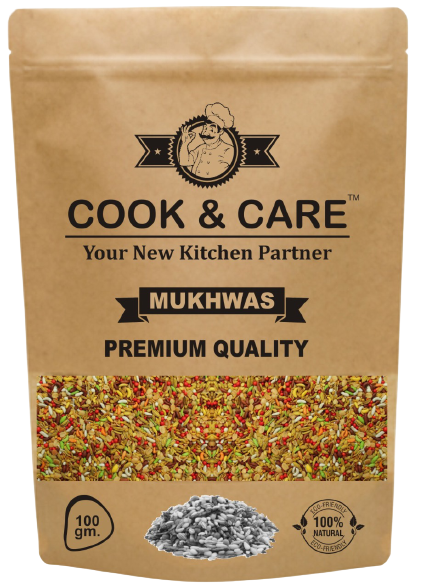 COOK & CARE™
Your New Kitchen Partner
MUKHWAS
PREMIUM QUALITY
100
gm.
ECO-FRIENDLY
100%
NATURAL
ECO-FRIENDLY